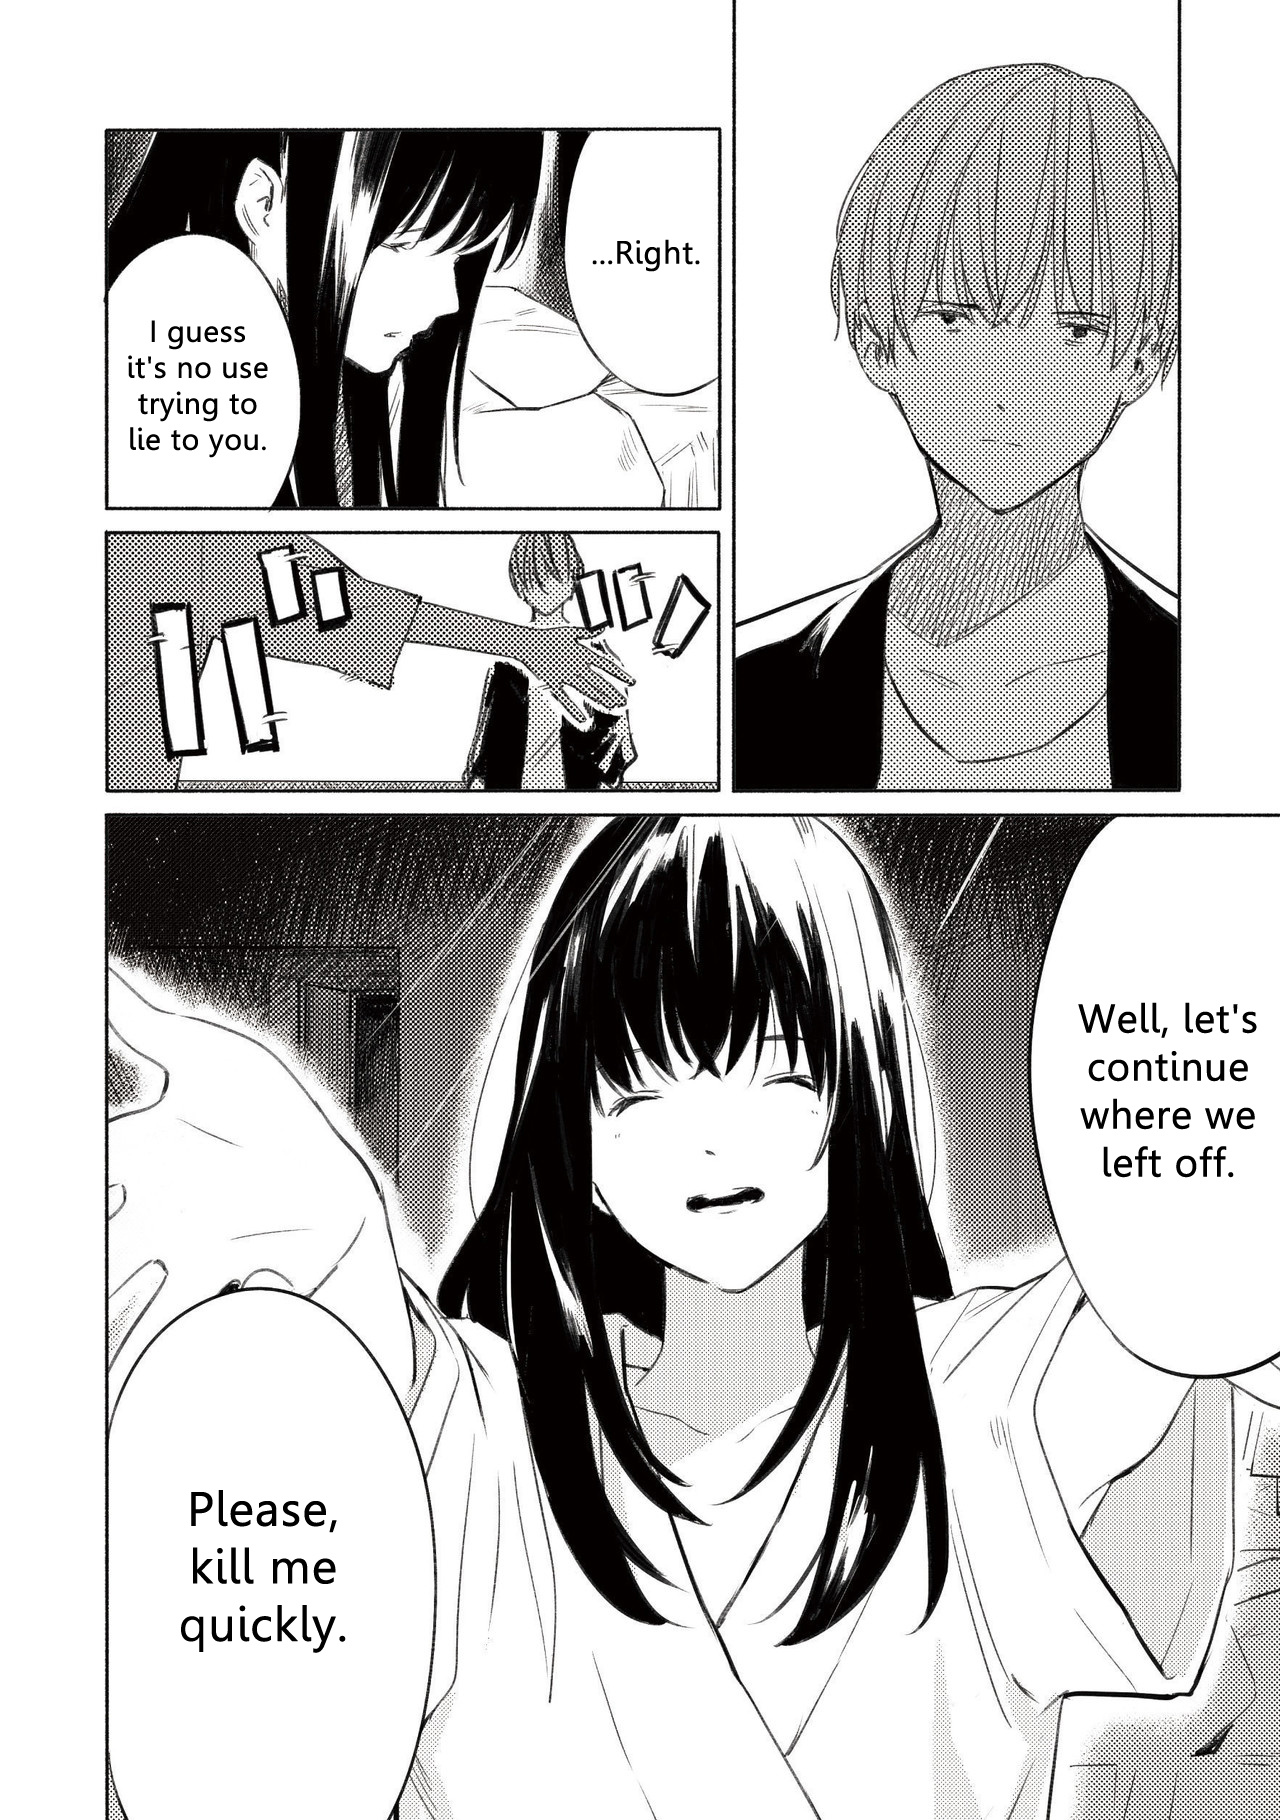 ...Right.
I guess
it's no use
trying to
lie to you.
Well, let's
continue
where we
left off.
Please,
kill me
quickly.